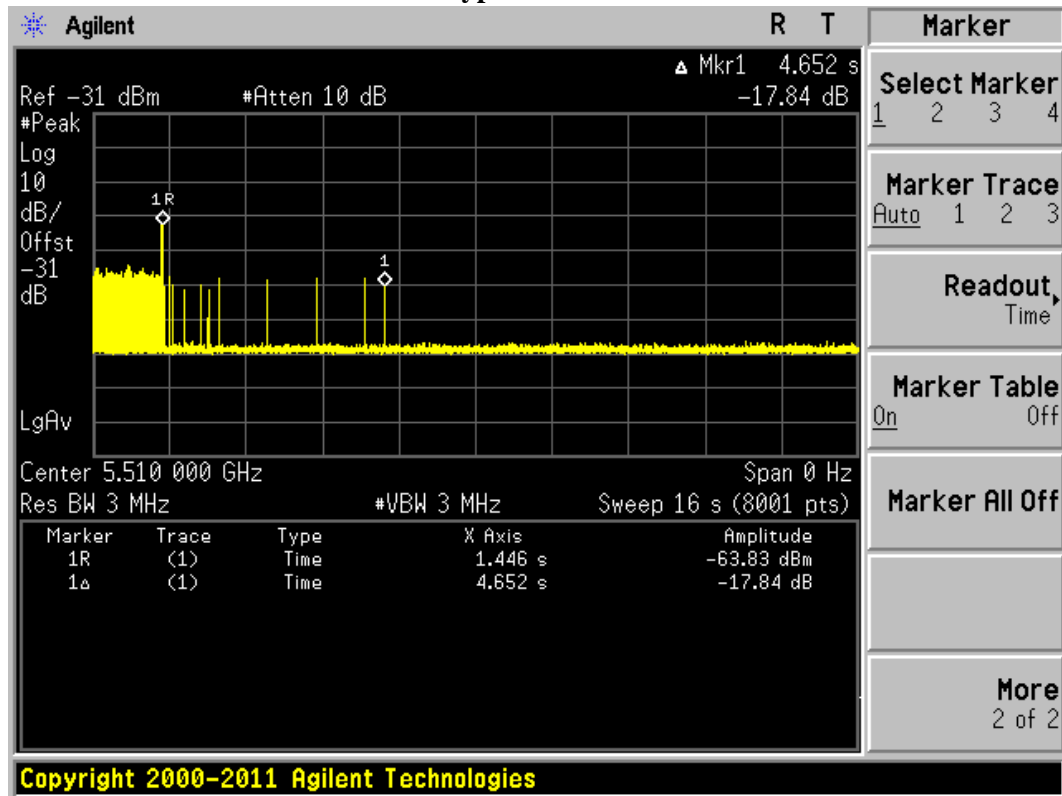 Agilent R T
Marker
Δ Mkr1 4.652 s
Ref -31 dBm #Atten 10 dB -17.84 dB
#Peak
Log
10
dB/
Offst
-31
dB
1R
1
LgAv
Center 5.510 000 GHz Span 0 Hz
Res BW 3 MHz #VBW 3 MHz Sweep 16 s (8001 pts)
Marker Trace Type X Axis Amplitude
1R (1) Time 1.446 s -63.83 dBm
1Δ (1) Time 4.652 s -17.84 dB
Select Marker
1 2 3 4
Marker Trace
Auto 1 2 3
Readout
Time
Marker Table
On Off
Marker All Off
More
2 of 2
Copyright 2000-2011 Agilent Technologies